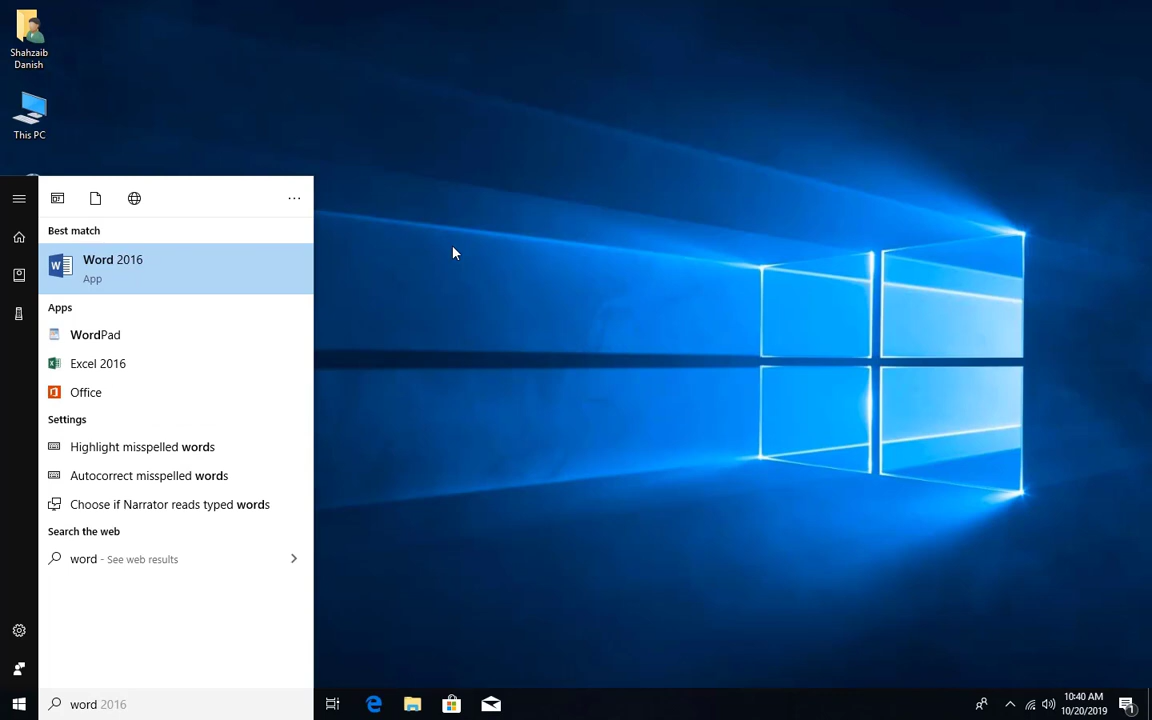 Shahzaib
Danish
This PC
Best match
Word 2016
App
Apps
WordPad
Excel 2016
Office
Settings
Highlight misspelled words
Autocorrect misspelled words
Choose if Narrator reads typed words
Search the web
word - See web results
word 2016
10:40 AM
10/20/2019
1